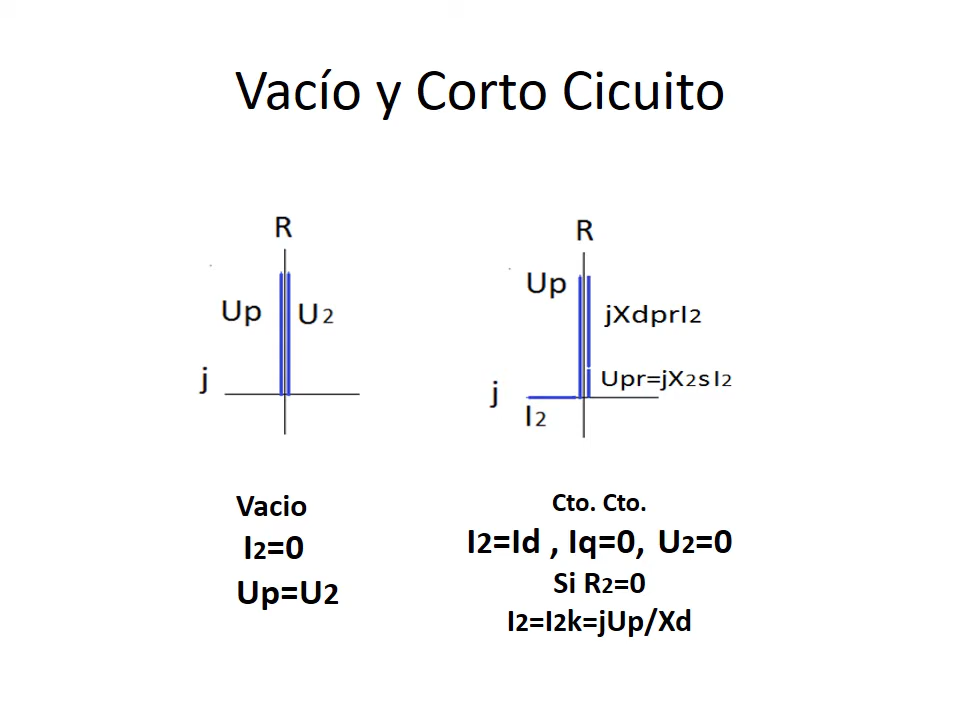 Vacío y Corto Cicuito
R
Up U2
j
R
Up
jXdprI2
Upr=jX2sI2
j
I2
Vacio
I2=0
Up=U2
Cto. Cto.
I2=Id , Iq=0, U2=0
Si R2=0
I2=I2k=jUp/Xd